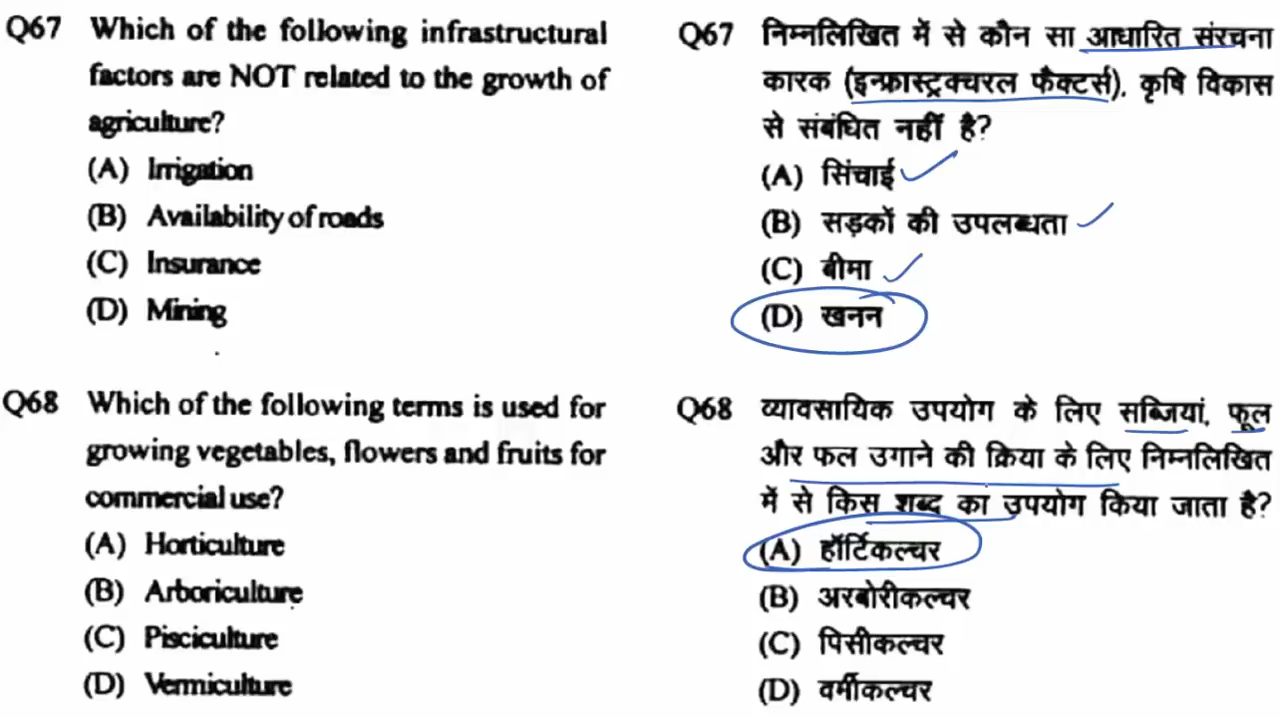 Q67 Which of the following infrastructural
factors are NOT related to the growth of
agriculture?
(A) Irrigation
(B) Availability of roads
(C) Insurance
(D) Mining
Q68 Which of the following terms is used for
growing vegetables, flowers and fruits for
commercial use?
(A) Horticulture
(B) Arboriculture
(C) Pisciculture
(D) Vermiculture
Q67 निम्नलिखित में से कौन सा आधारित संरचना
कारक (इन्फ्रास्ट्रक्चरल फैक्टर्स), कृषि विकास
से संबंधित नहीं है?
(A) सिंचाई
(B) सड़कों की उपलब्धता
(C) बीमा
(D) खनन
Q68 व्यावसायिक उपयोग के लिए सब्जियां, फूल
और फल उगाने की क्रिया के लिए निम्नलिखित
में से किस शब्द का उपयोग किया जाता है?
(A) हॉर्टिकल्चर
(B) अरबोरीकल्चर
(C) पिसीकल्चर
(D) वर्मीकल्चर